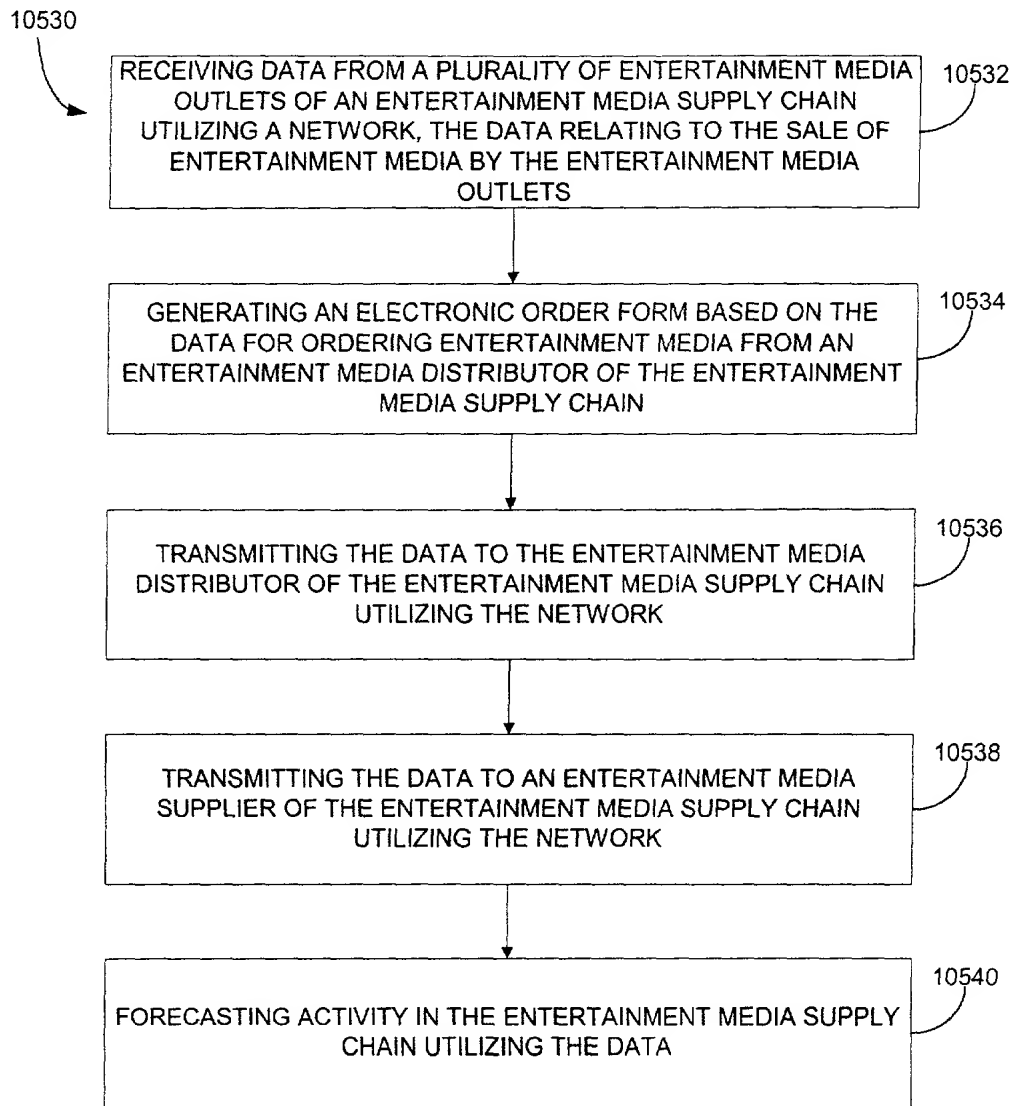 10530
RECEIVING DATA FROM A PLURALITY OF ENTERTAINMENT MEDIA
OUTLETS OF AN ENTERTAINMENT MEDIA SUPPLY CHAIN
UTILIZING A NETWORK, THE DATA RELATING TO THE SALE OF
ENTERTAINMENT MEDIA BY THE ENTERTAINMENT MEDIA
OUTLETS
10532
GENERATING AN ELECTRONIC ORDER FORM BASED ON THE
DATA FOR ORDERING ENTERTAINMENT MEDIA FROM AN
ENTERTAINMENT MEDIA DISTRIBUTOR OF THE ENTERTAINMENT
MEDIA SUPPLY CHAIN
10534
TRANSMITTING THE DATA TO THE ENTERTAINMENT MEDIA
DISTRIBUTOR OF THE ENTERTAINMENT MEDIA SUPPLY CHAIN
UTILIZING THE NETWORK
10536
TRANSMITTING THE DATA TO AN ENTERTAINMENT MEDIA
SUPPLIER OF THE ENTERTAINMENT MEDIA SUPPLY CHAIN
UTILIZING THE NETWORK
10538
FORECASTING ACTIVITY IN THE ENTERTAINMENT MEDIA SUPPLY
CHAIN UTILIZING THE DATA
10540